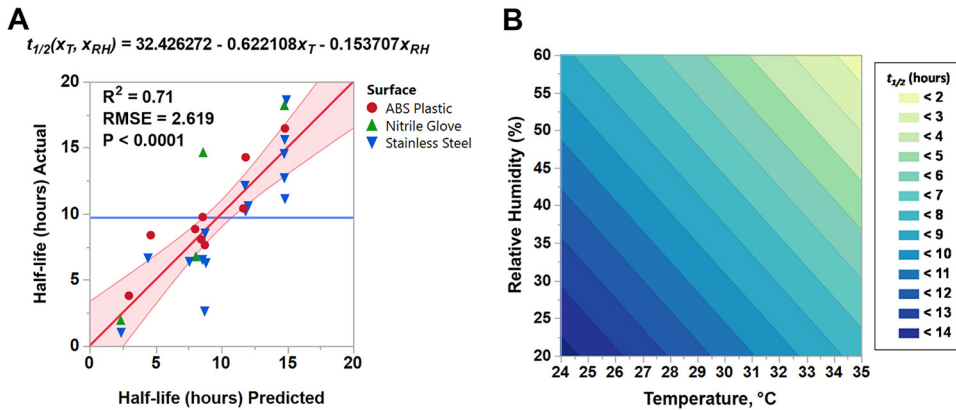 A
t1/2(xT, xRH) = 32.426272 - 0.622108xT - 0.153707xRH
20
15
10
5
0
Half-life (hours) Actual
R2 = 0.71
RMSE = 2.619
P < 0.0001
0 5 10 15 20
Half-life (hours) Predicted
Surface
ABS Plastic
Nitrile Glove
Stainless Steel
B
60
55
50
45
40
35
30
25
20
Relative Humidity (%)
24 25 26 27 28 29 30 31 32 33 34 35
Temperature, °C
t1/2 (hours)
< 2
< 3
< 4
< 5
< 6
< 7
< 8
< 9
< 10
< 11
< 12
< 13
< 14